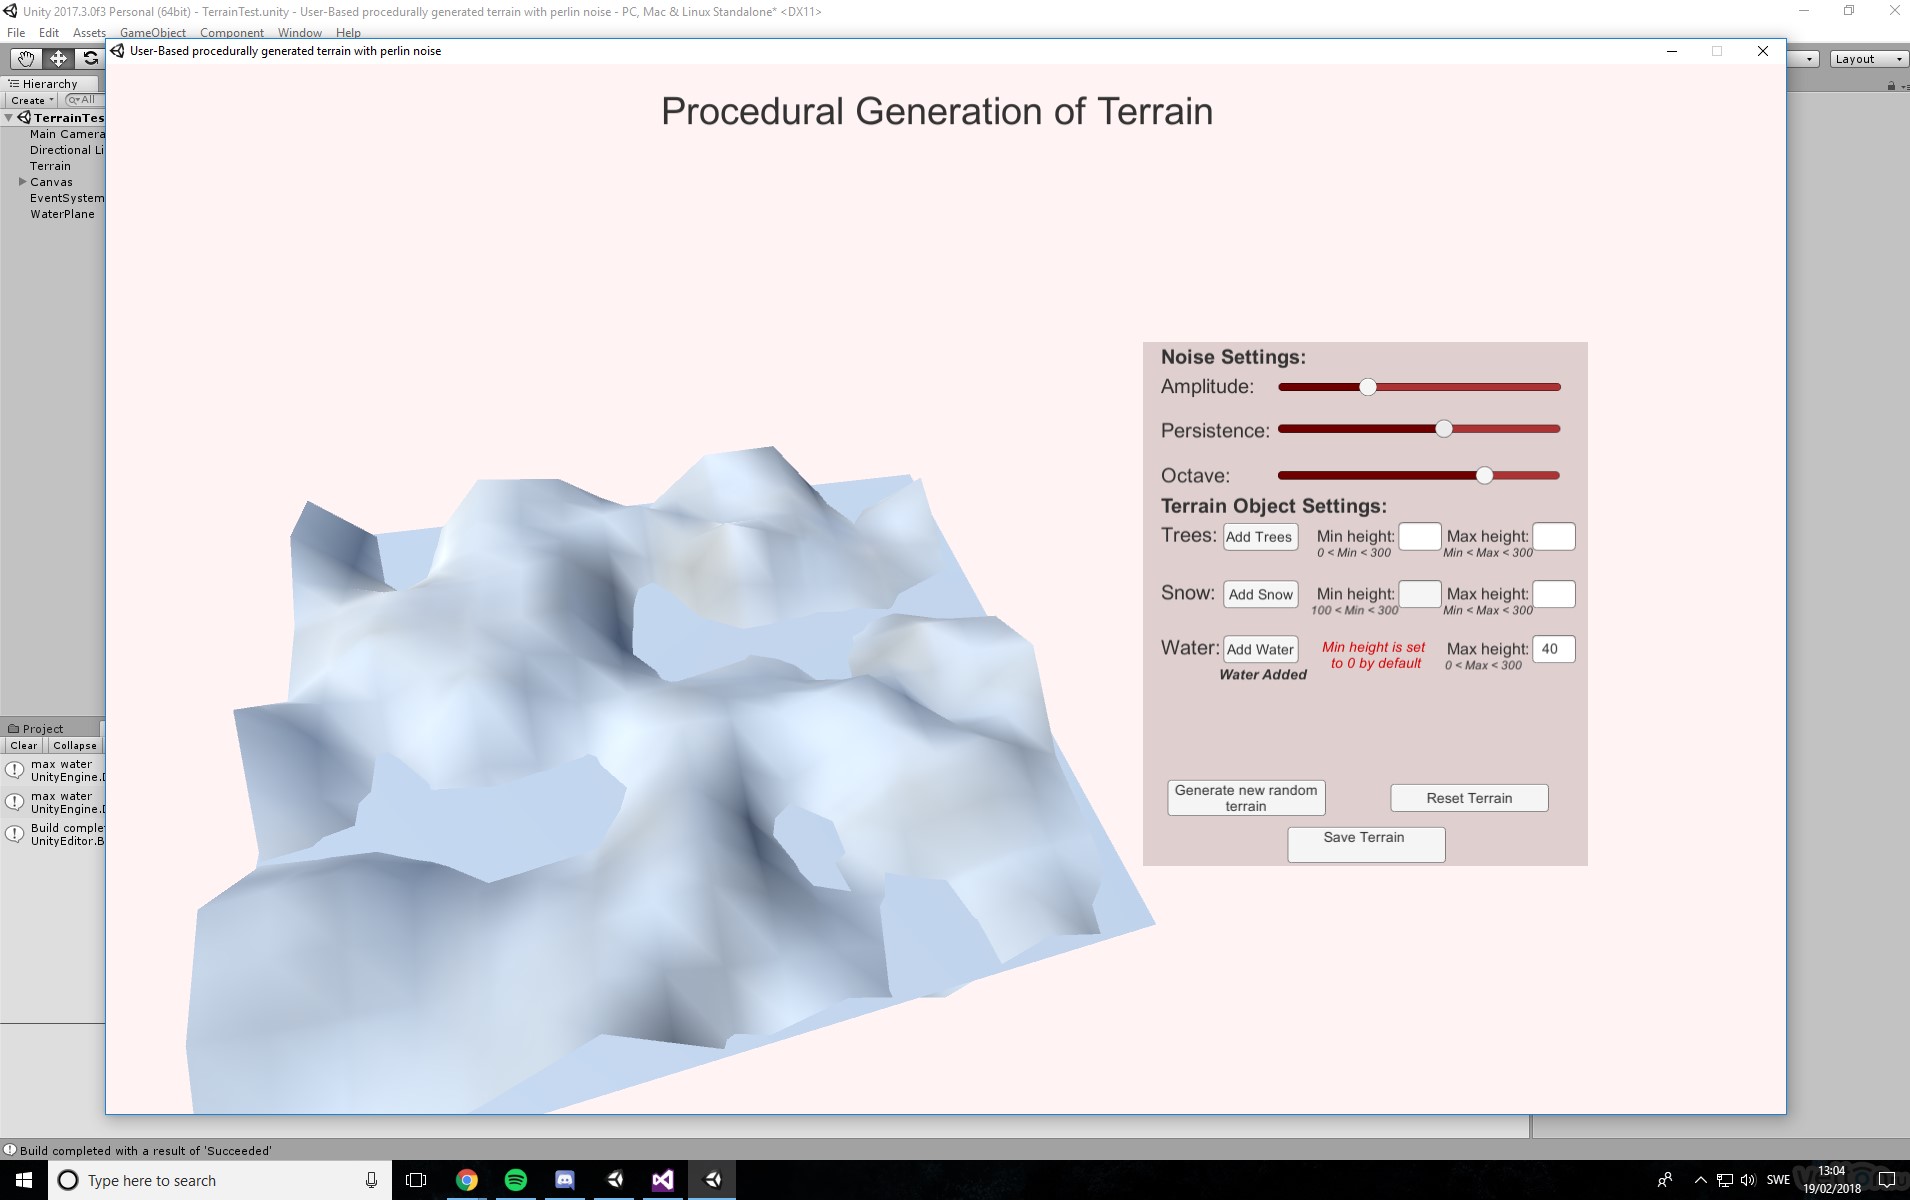 Unity 2017.3.0f3 Personal (64bit) - TerrainTest.unity - User-Based procedurally generated terrain with perlin noise - PC, Mac & Linux Standalone* <DX11>
File Edit Assets GameObject Component Window Help
User-Based procedurally generated terrain with perlin noise
Layout
Hierarchy
Create All
TerrainTes
Main Camera
Directional Li
Terrain
Canvas
EventSystem
WaterPlane
Procedural Generation of Terrain
Noise Settings:
Amplitude:
Persistence:
Octave:
Terrain Object Settings:
Trees: Add Trees Min height: Max height:
0 < Min < 300 Min < Max < 300
Snow: Add Snow Min height: Max height:
100 < Min < 300 Min < Max < 300
Water: Add Water Min height is set to 0 by default Max height: 40
Water Added 0 < Max < 300
Generate new random terrain
Reset Terrain
Save Terrain
Project
Clear Collapse
max water
UnityEngine.D
max water
UnityEngine.D
Build complet
UnityEditor.B
Build completed with a result of 'Succeeded'
Type here to search
SWE
13:04
19/02/2018